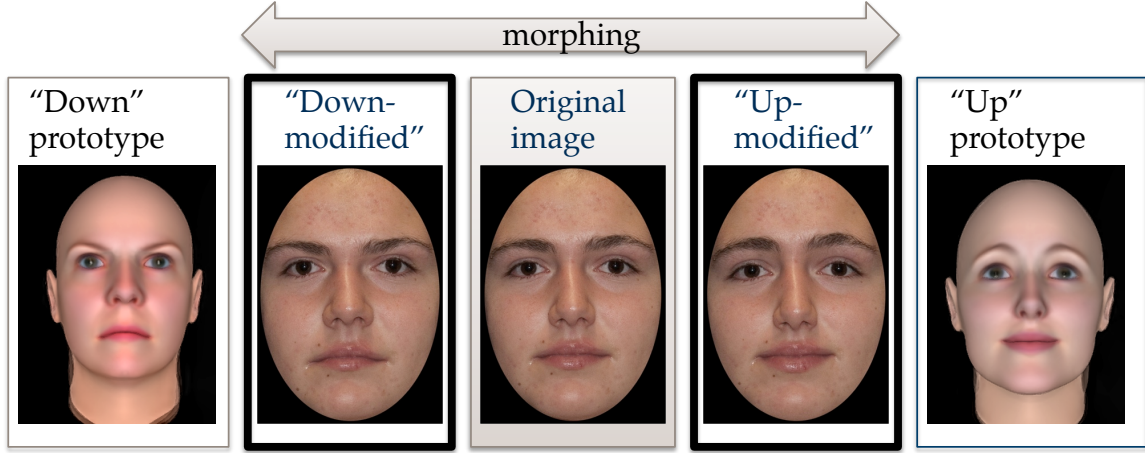 morphing
“Down”
prototype
“Down-
modified”
Original
image
“Up-
modified”
“Up”
prototype